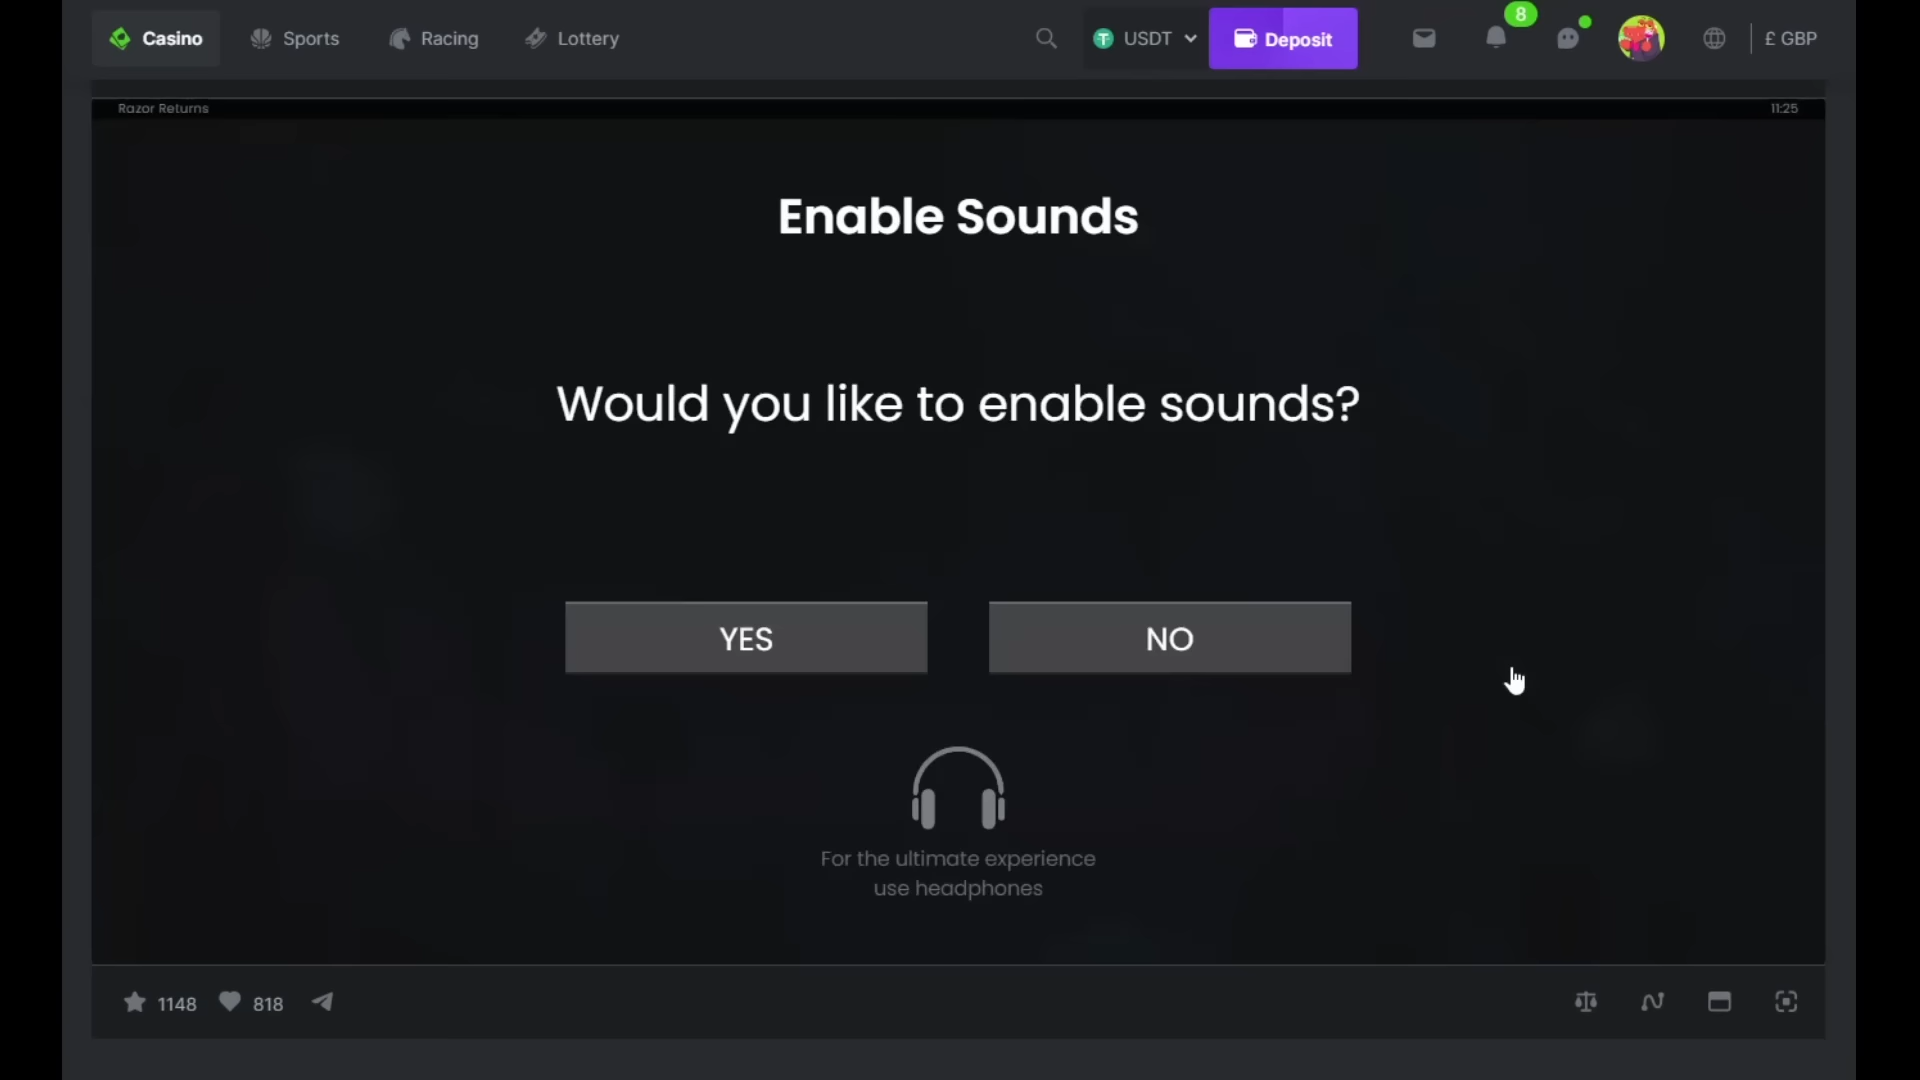 Casino Sports Racing Lottery USDT Deposit 8 £ GBP
Razor Returns 11:25
Enable Sounds
Would you like to enable sounds?
YES NO
For the ultimate experience
use headphones
1148 818